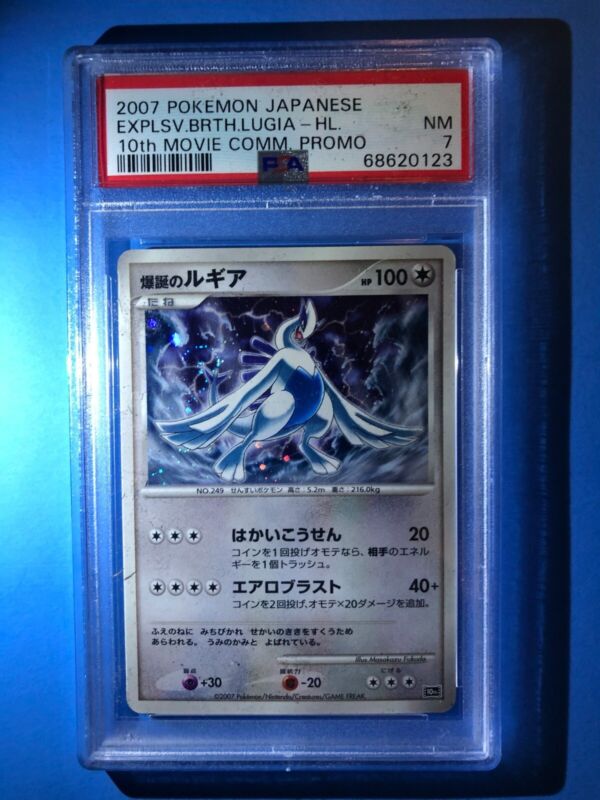 2007 POKEMON JAPANESE
EXPLSV.BRTH.LUGIA-HL. NM
10th MOVIE COMM. PROMO 7
68620123
PSA
爆誕のルギア HP 100
たね
NO.249 せんすいポケモン 高さ:5.2m 重さ:216.0kg
はかいこうせん 20
コインを1回投げオモテなら、相手のエネル
ギーを1個トラッシュ。
エアロブラスト 40+
コインを2回投げ、オモテ×20ダメージを追加。
ふえのねに みちびかれ せかいのききをすくうため
あらわれる。うみのかみと よばれている。
Illus. Masakazu Fukuda
弱点 抵抗力 にげる
+30 -20
©2007 Pokémon/Nintendo/Creatures/GAME FREAK.